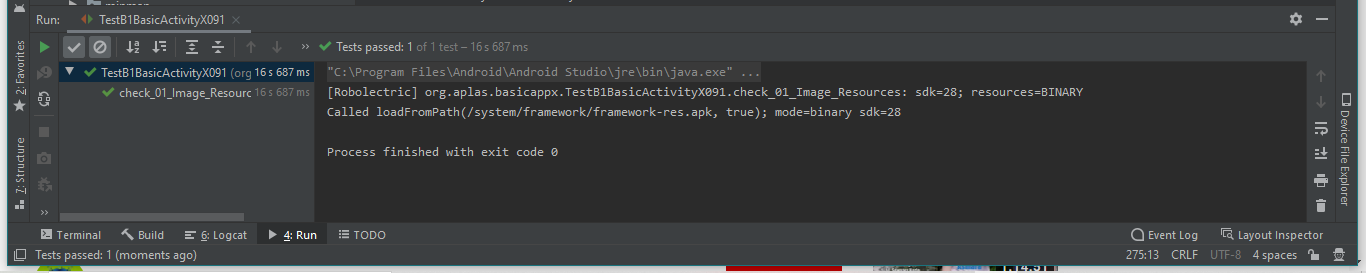 Run: TestB1BasicActivityX091
Tests passed: 1 of 1 test – 16 s 687 ms
TestB1BasicActivityX091 (org 16 s 687 ms
check_01_Image_Resourc 16 s 687 ms
"C:\Program Files\Android\Android Studio\jre\bin\java.exe" ...
[Robolectric] org.aplas.basicappx.TestB1BasicActivityX091.check_01_Image_Resources: sdk=28; resources=BINARY
Called loadFromPath(/system/framework/framework-res.apk, true); mode=binary sdk=28
Process finished with exit code 0
2: Favorites
7: Structure
Device File Explorer
Terminal Build 6: Logcat 4: Run TODO Event Log Layout Inspector
Tests passed: 1 (moments ago) 275:13 CRLF UTF-8 4 spaces